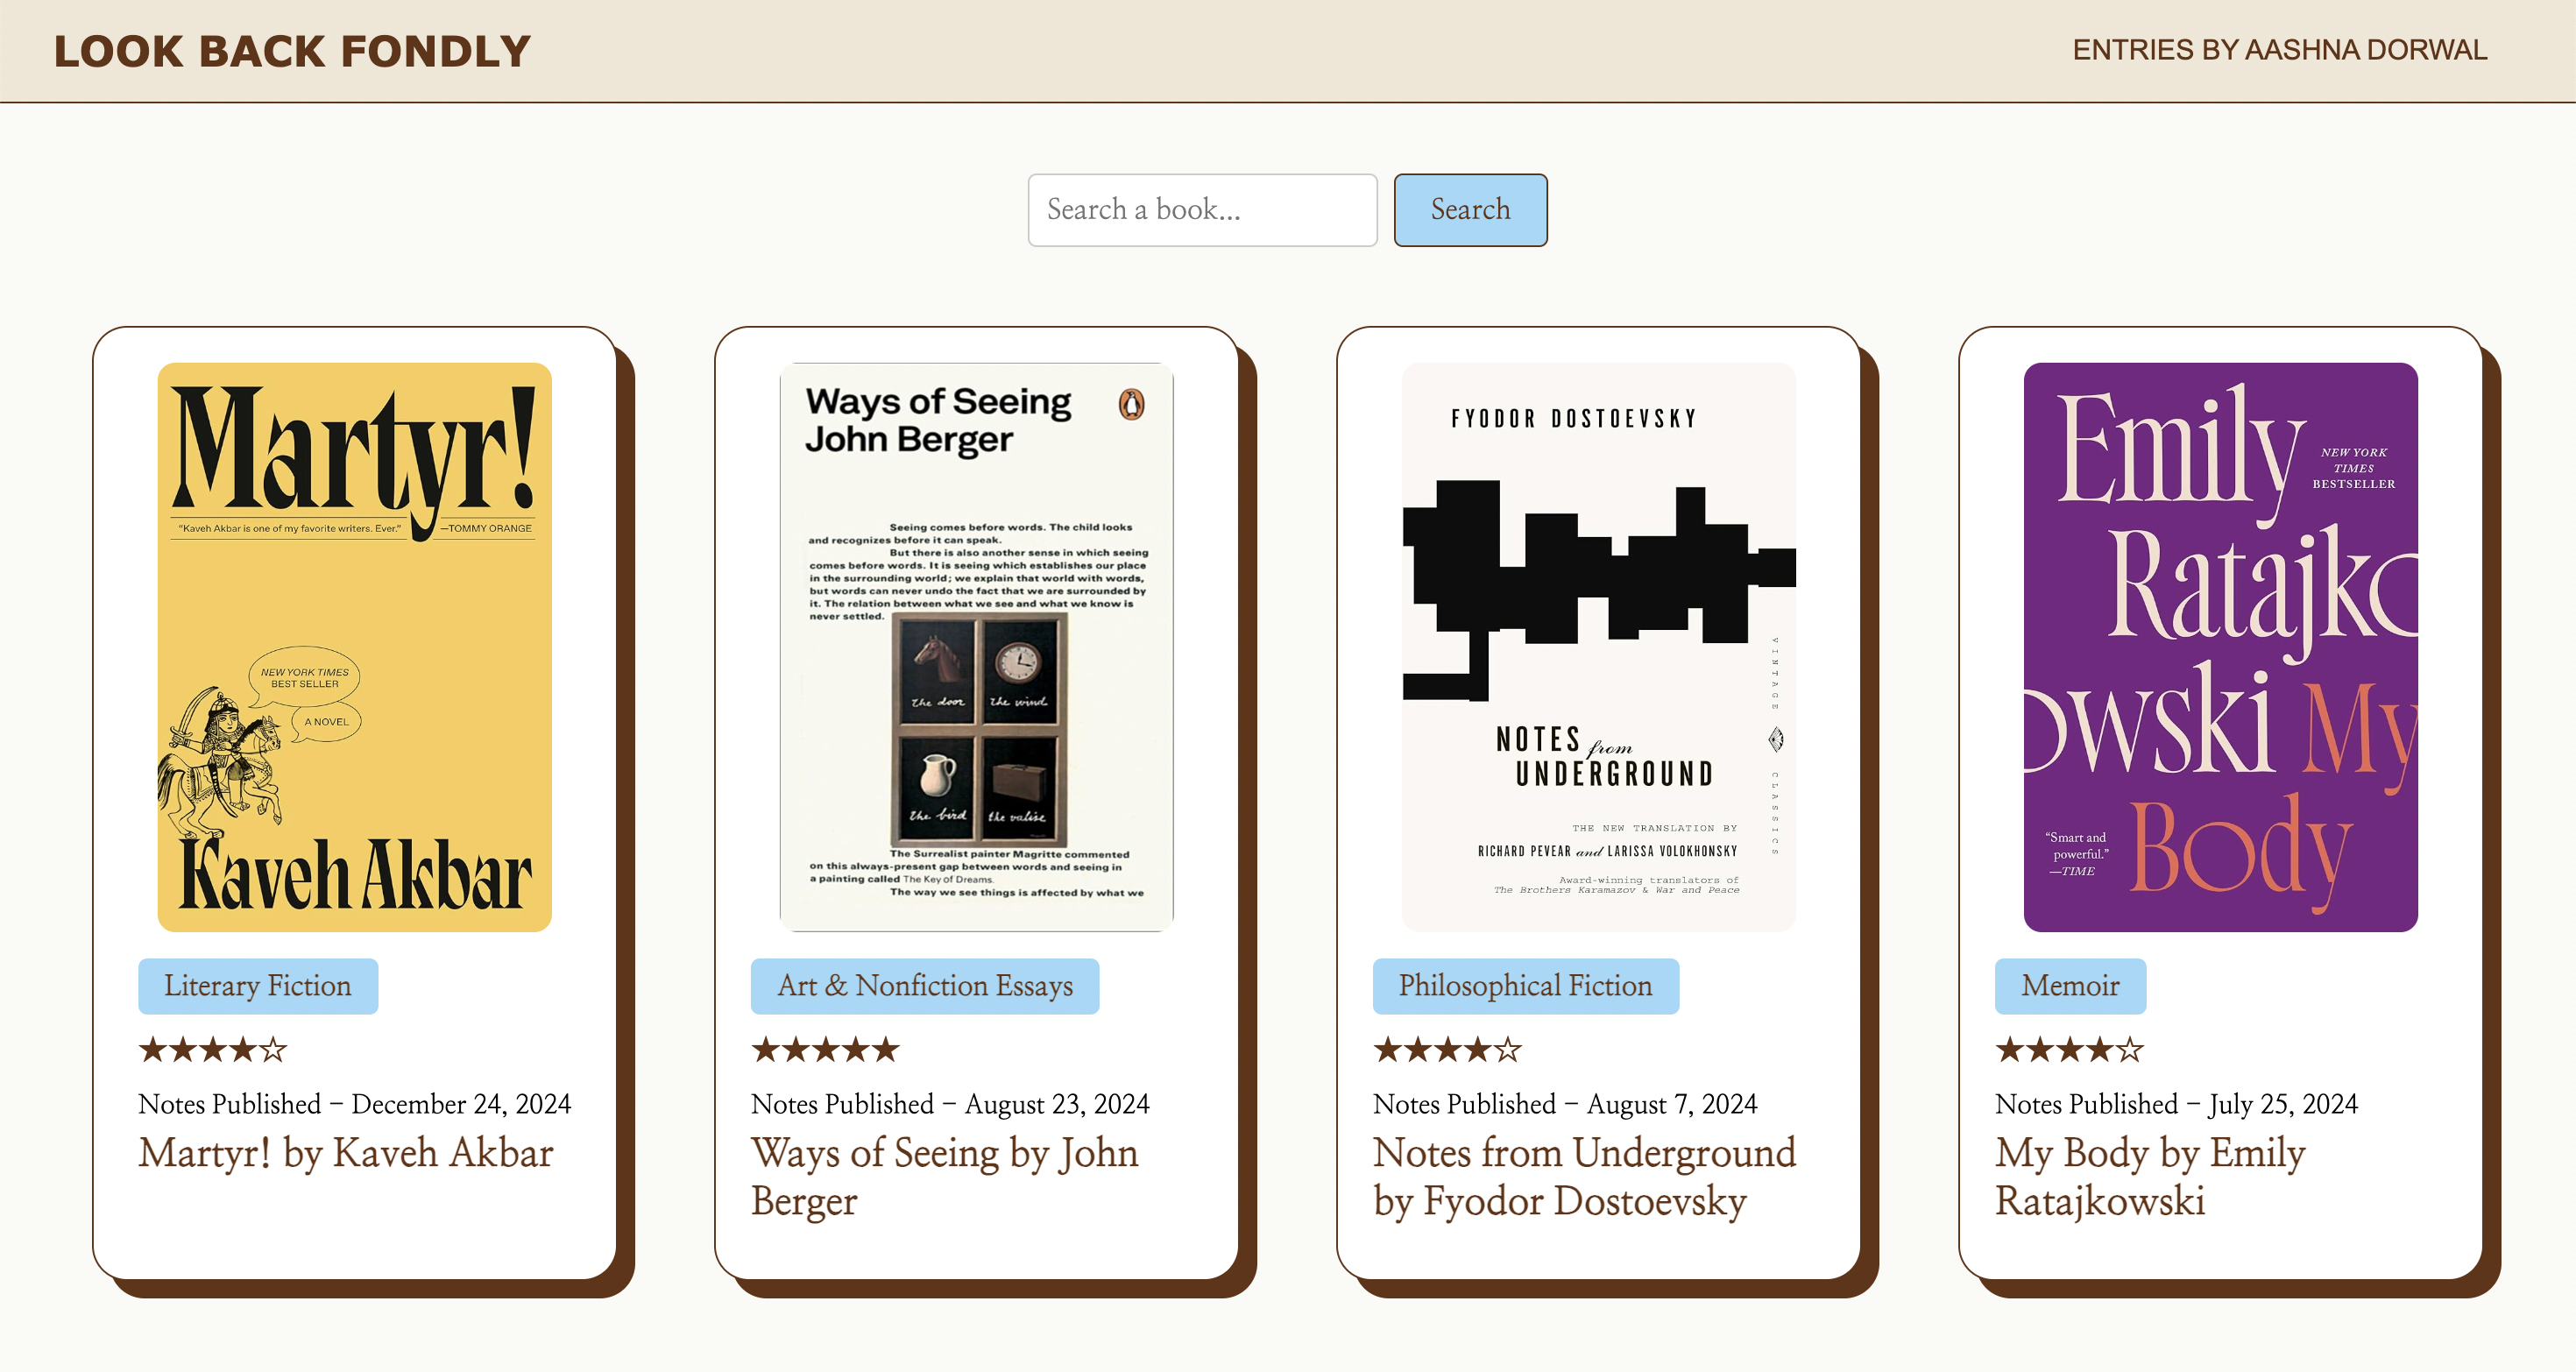 LOOK BACK FONDLY
ENTRIES BY AASHNA DORWAL
Search a book...
Search
Martyr!
"Kaveh Akbar is one of my favorite writers. Ever."
—TOMMY ORANGE
NEW YORK TIMES
BEST SELLER
A NOVEL
Kaveh Akbar
Literary Fiction
★★★★☆
Notes Published – December 24, 2024
Martyr! by Kaveh Akbar
Ways of Seeing
John Berger
Seeing comes before words. The child looks
and recognizes before it can speak.
But there is also another sense in which seeing
comes before words. It is seeing which establishes our place
in the surrounding world; we explain that world with words,
but words can never undo the fact that we are surrounded by
it. The relation between what we see and what we know is
never settled.
the door
the wind
the bird
the valise
The Surrealist painter Magritte commented
on this always-present gap between words and seeing in
a painting called The Key of Dreams.
The way we see things is affected by what we
Art & Nonfiction Essays
★★★★★
Notes Published – August 23, 2024
Ways of Seeing by John
Berger
FYODOR DOSTOEVSKY
NOTES from
UNDERGROUND
VINTAGE CLASSICS
THE NEW TRANSLATION BY
RICHARD PEVEAR and LARISSA VOLOKHONSKY
Award-winning translators of
The Brothers Karamazov & War and Peace
Philosophical Fiction
★★★★☆
Notes Published – August 7, 2024
Notes from Underground
by Fyodor Dostoevsky
Emily
NEW YORK
TIMES
BESTSELLER
Ratajko
owski My
Body
"Smart and
powerful."
—TIME
Memoir
★★★★☆
Notes Published – July 25, 2024
My Body by Emily
Ratajkowski